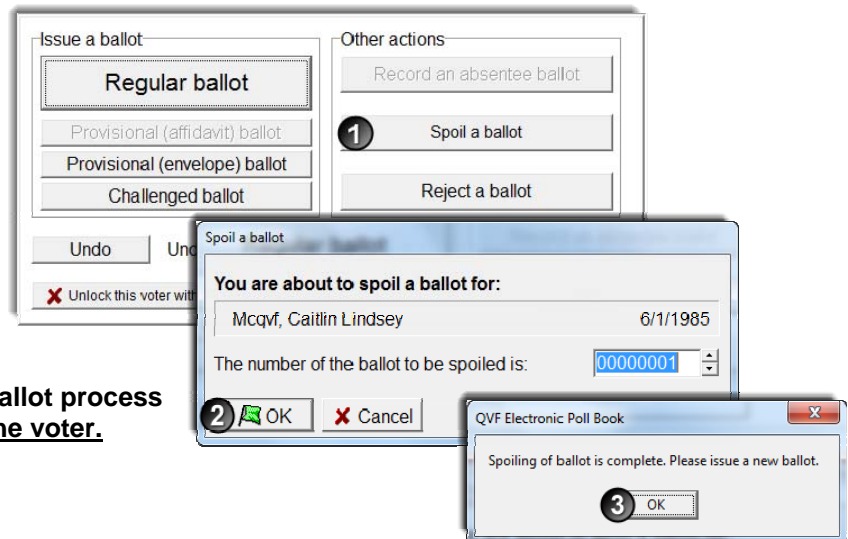 Issue a ballot
Regular ballot
Provisional (affidavit) ballot
Provisional (envelope) ballot
Challenged ballot
Other actions
Record an absentee ballot
1 Spoil a ballot
Reject a ballot
Undo
Unlock this voter
Spoil a ballot
You are about to spoil a ballot for:
Mcqvf, Caitlin Lindsey 6/1/1985
The number of the ballot to be spoiled is: 00000001
2 OK Cancel
allot process
ne voter.
QVF Electronic Poll Book
Spoiling of ballot is complete. Please issue a new ballot.
3 OK